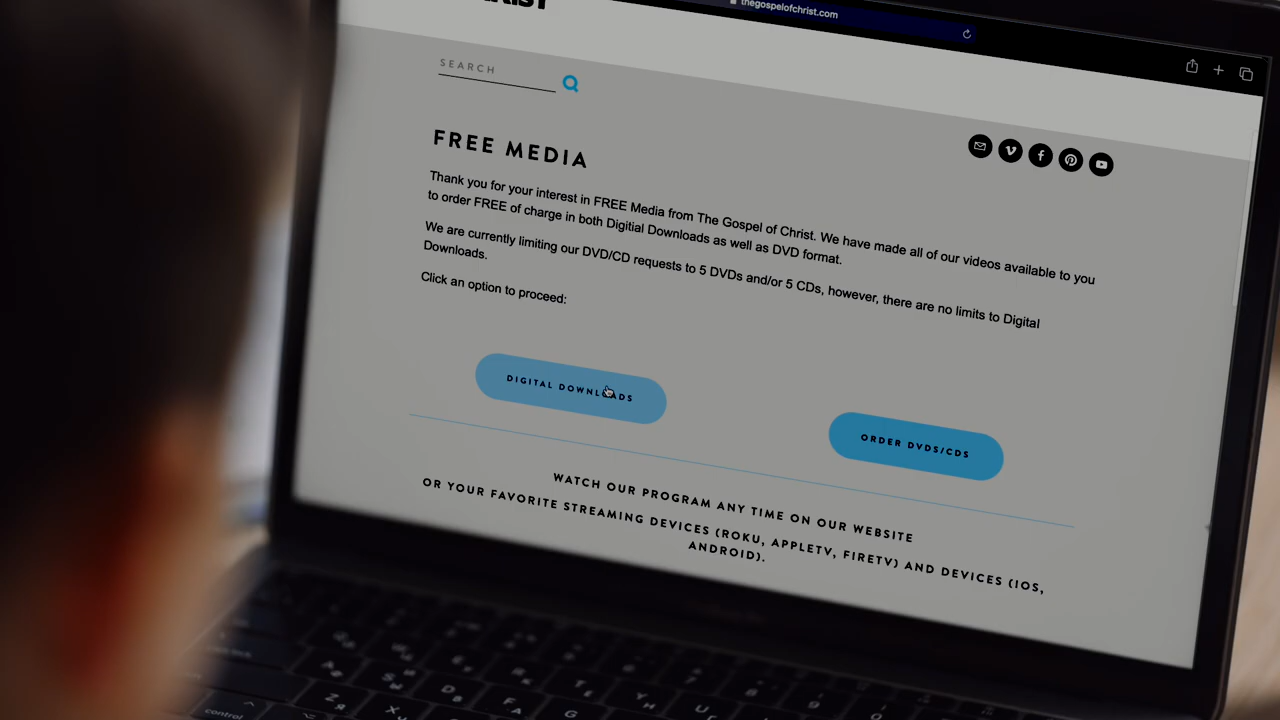 thegospelofchrist.com
SEARCH
FREE MEDIA
Thank you for your interest in FREE Media from The Gospel of Christ. We have made all of our videos available to you
to order FREE of charge in both Digitial Downloads as well as DVD format.
We are currently limiting our DVD/CD requests to 5 DVDs and/or 5 CDs, however, there are no limits to Digital
Downloads.
Click an option to proceed:
DIGITAL DOWNLOADS
ORDER DVDS/CDS
WATCH OUR PROGRAM ANY TIME ON OUR WEBSITE
OR YOUR FAVORITE STREAMING DEVICES (ROKU, APPLETV, FIRETV) AND DEVICES (IOS,
ANDROID).
control